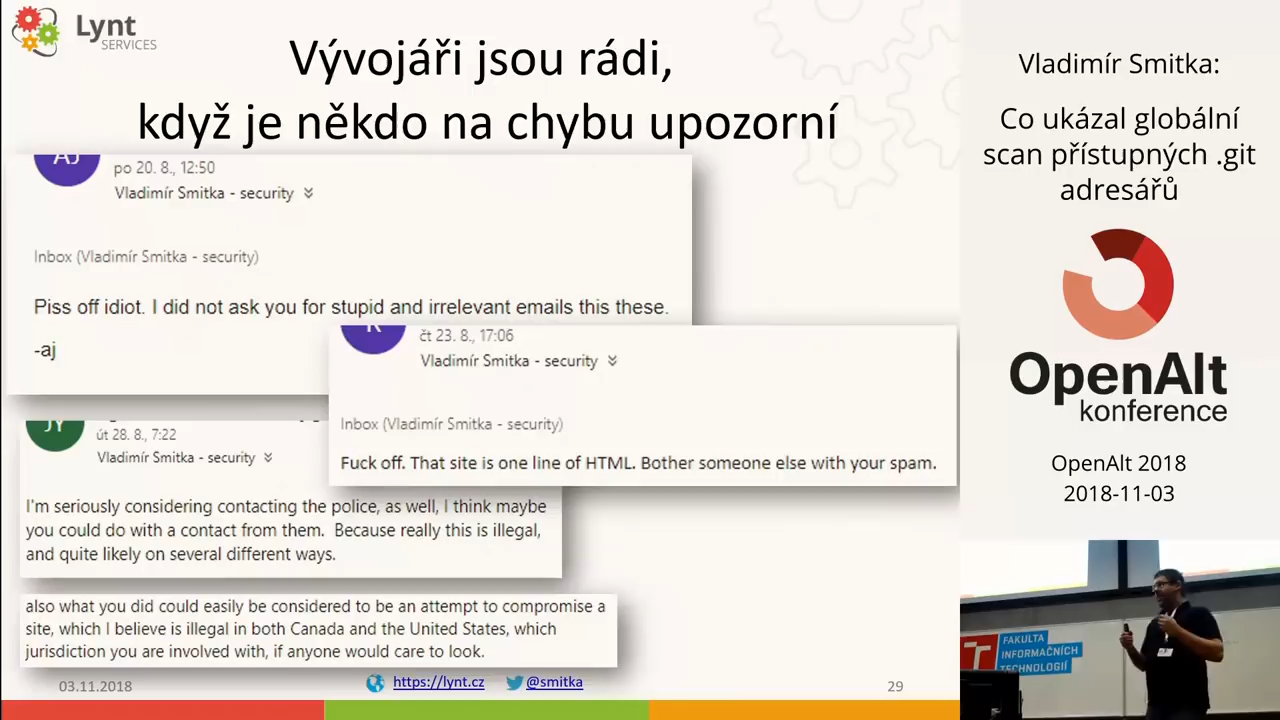 Lynt
SERVICES
Vývojáři jsou rádi,
když je někdo na chybu upozorní
AJ
po 20. 8., 12:50
Vladimír Smitka - security
Inbox (Vladimír Smitka - security)
Piss off idiot. I did not ask you for stupid and irrelevant emails this these.
-aj
čt 23. 8., 17:06
Vladimír Smitka - security
Inbox (Vladimír Smitka - security)
Fuck off. That site is one line of HTML. Bother someone else with your spam.
JY
út 28. 8., 7:22
Vladimír Smitka - security
I'm seriously considering contacting the police, as well, I think maybe
you could do with a contact from them. Because really this is illegal,
and quite likely on several different ways.
also what you did could easily be considered to be an attempt to compromise a
site, which I believe is illegal in both Canada and the United States, which
jurisdiction you are involved with, if anyone would care to look.
03.11.2018
https://lynt.cz
@smitka
29
Vladimír Smitka:
Co ukázal globální
scan přístupných .git
adresářů
OpenAlt
konference
OpenAlt 2018
2018-11-03
FAKULTA
INFORMAČNÍCH
TECHNOLOGIÍ